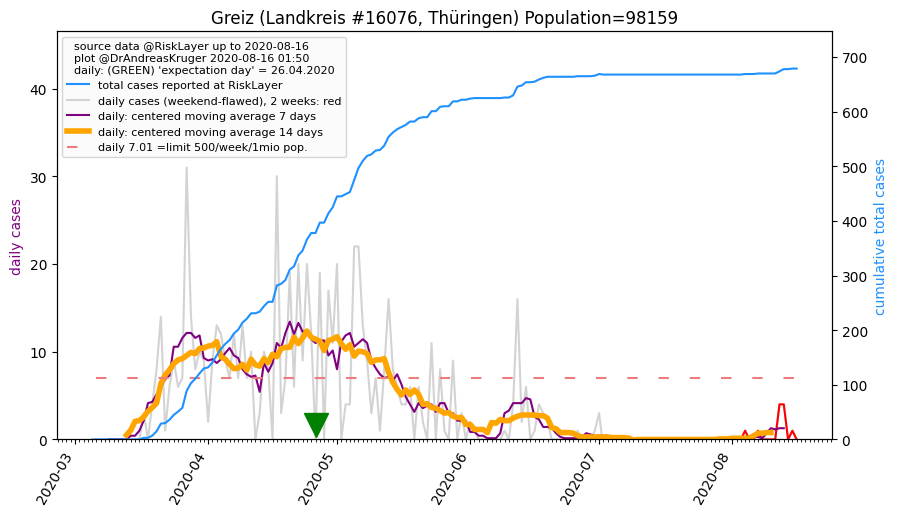 Greiz (Landkreis #16076, Thüringen) Population=98159
source data @RiskLayer up to 2020-08-16
plot @DrAndreasKruger 2020-08-16 01:50
daily: (GREEN) 'expectation day' = 26.04.2020
total cases reported at RiskLayer
daily cases (weekend-flawed), 2 weeks: red
daily: centered moving average 7 days
daily: centered moving average 14 days
daily 7.01 =limit 500/week/1mio pop.
daily cases
40
30
20
10
0
cumulative total cases
700
600
500
400
300
200
100
0
2020-03
2020-04
2020-05
2020-06
2020-07
2020-08